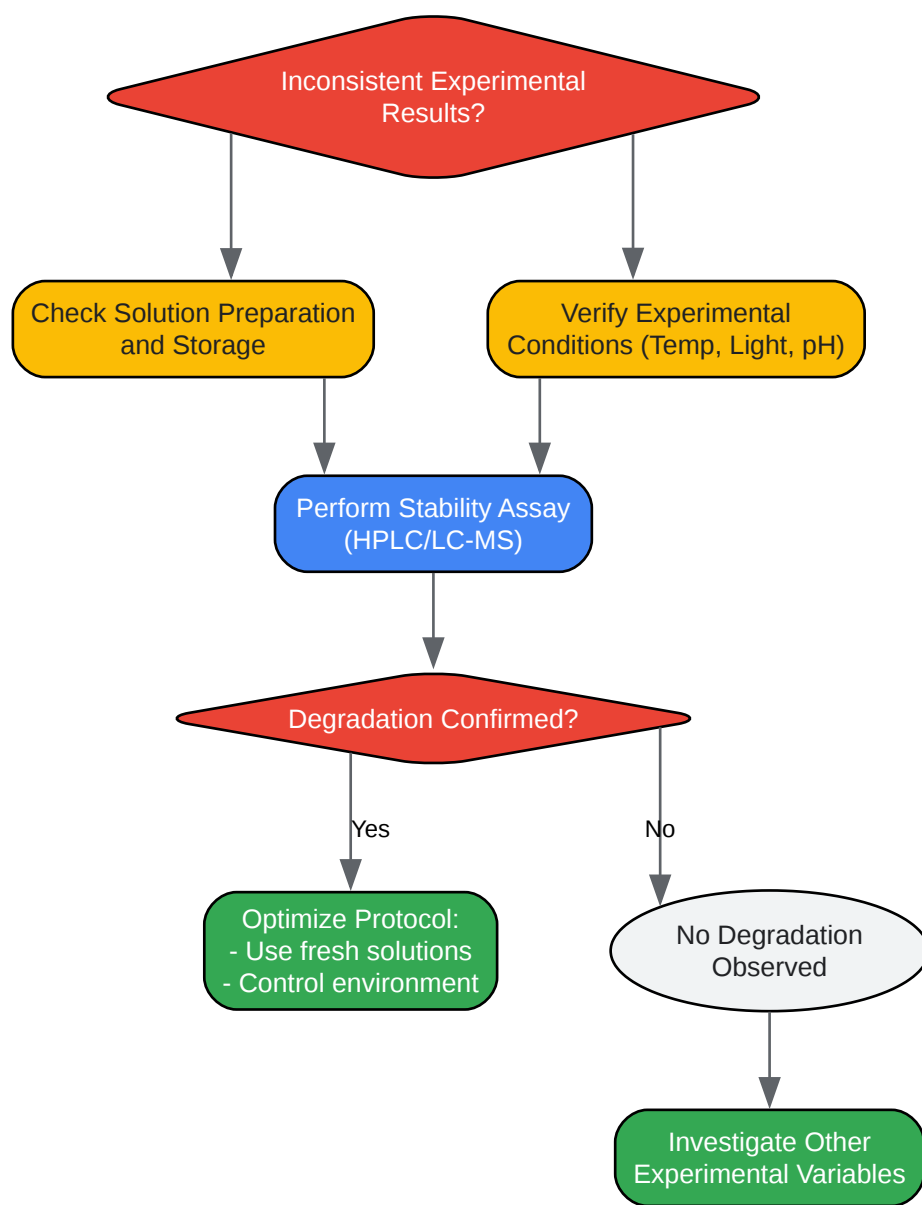 Inconsistent Experimental
Results?
Check Solution Preparation
and Storage
Verify Experimental
Conditions (Temp, Light, pH)
Perform Stability Assay
(HPLC/LC-MS)
Degradation Confirmed?
Yes
No
Optimize Protocol:
- Use fresh solutions
- Control environment
No Degradation
Observed
Investigate Other
Experimental Variables